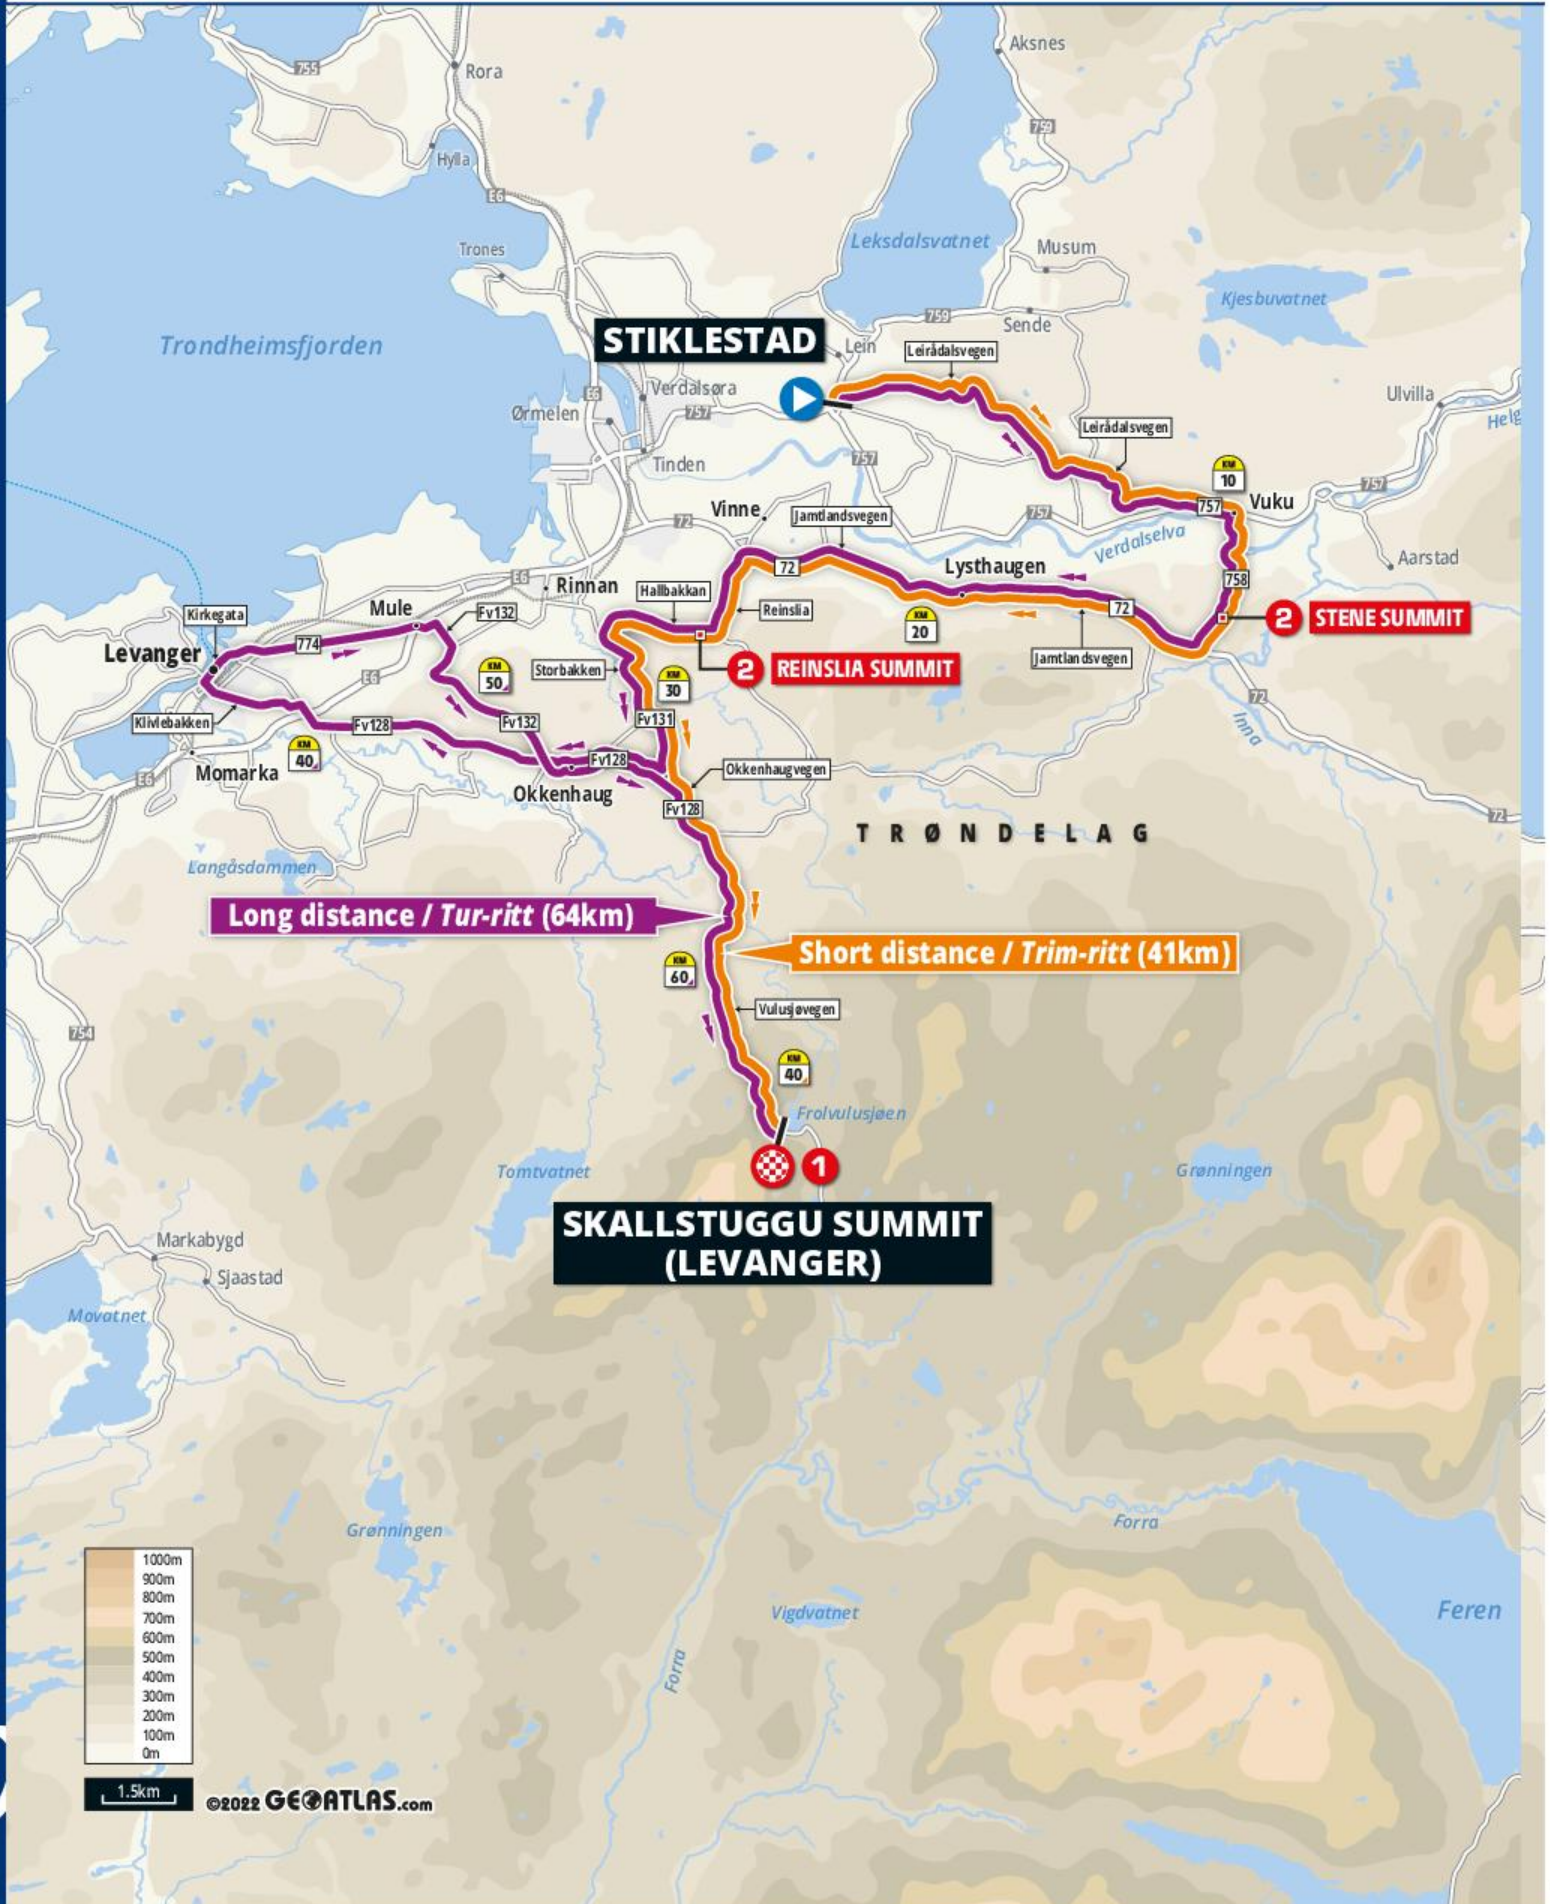 Aksnes
755
Rora
759
Hylla
E6
Leksdalsvatnet
Musum
Trones
Kjesbuvatnet
759
Sende
Trondheimsfjorden
STIKLESTAD
Lein
Leirådalsvegen
Verdalsøra
E6
Ulvilla
Ørmelen
757
Helg
Leirådalsvegen
Tinden
757
KM
10
757
Vinne
Jamtlandsvegen
757
757
Vuku
72
Verdalselva
Aarstad
Lysthaugen
72
E6
Rinnan
Hallbakkan
758
Kirkegata
Mule
Fv132
Reinslia
72
KM
20
2
STENE SUMMIT
774
Levanger
Jamtlandsvegen
Storbakken
2
REINSLIA SUMMIT
E6
KM
50
KM
30
72
Klivlebakken
Fv128
Fv132
Fv131
Inna
KM
40
Fv128
Momarka
E6
Okkenhaugvegen
Okkenhaug
Fv128
72
TRØNDELAG
Langåsdammen
Long distance / Tur-ritt (64km)
Short distance / Trim-ritt (41km)
KM
60
Vulusjøvegen
754
KM
40
Frolvulusjøen
1
Tomtvatnet
Grønningen
SKALLSTUGGU SUMMIT
(LEVANGER)
Markabygd
Sjaastad
Movatnet
Forra
Grønningen
1000m
900m
800m
700m
600m
500m
400m
300m
200m
100m
0m
Vigdvatnet
Feren
Forra
1.5km
©2022 GEOATLAS.com